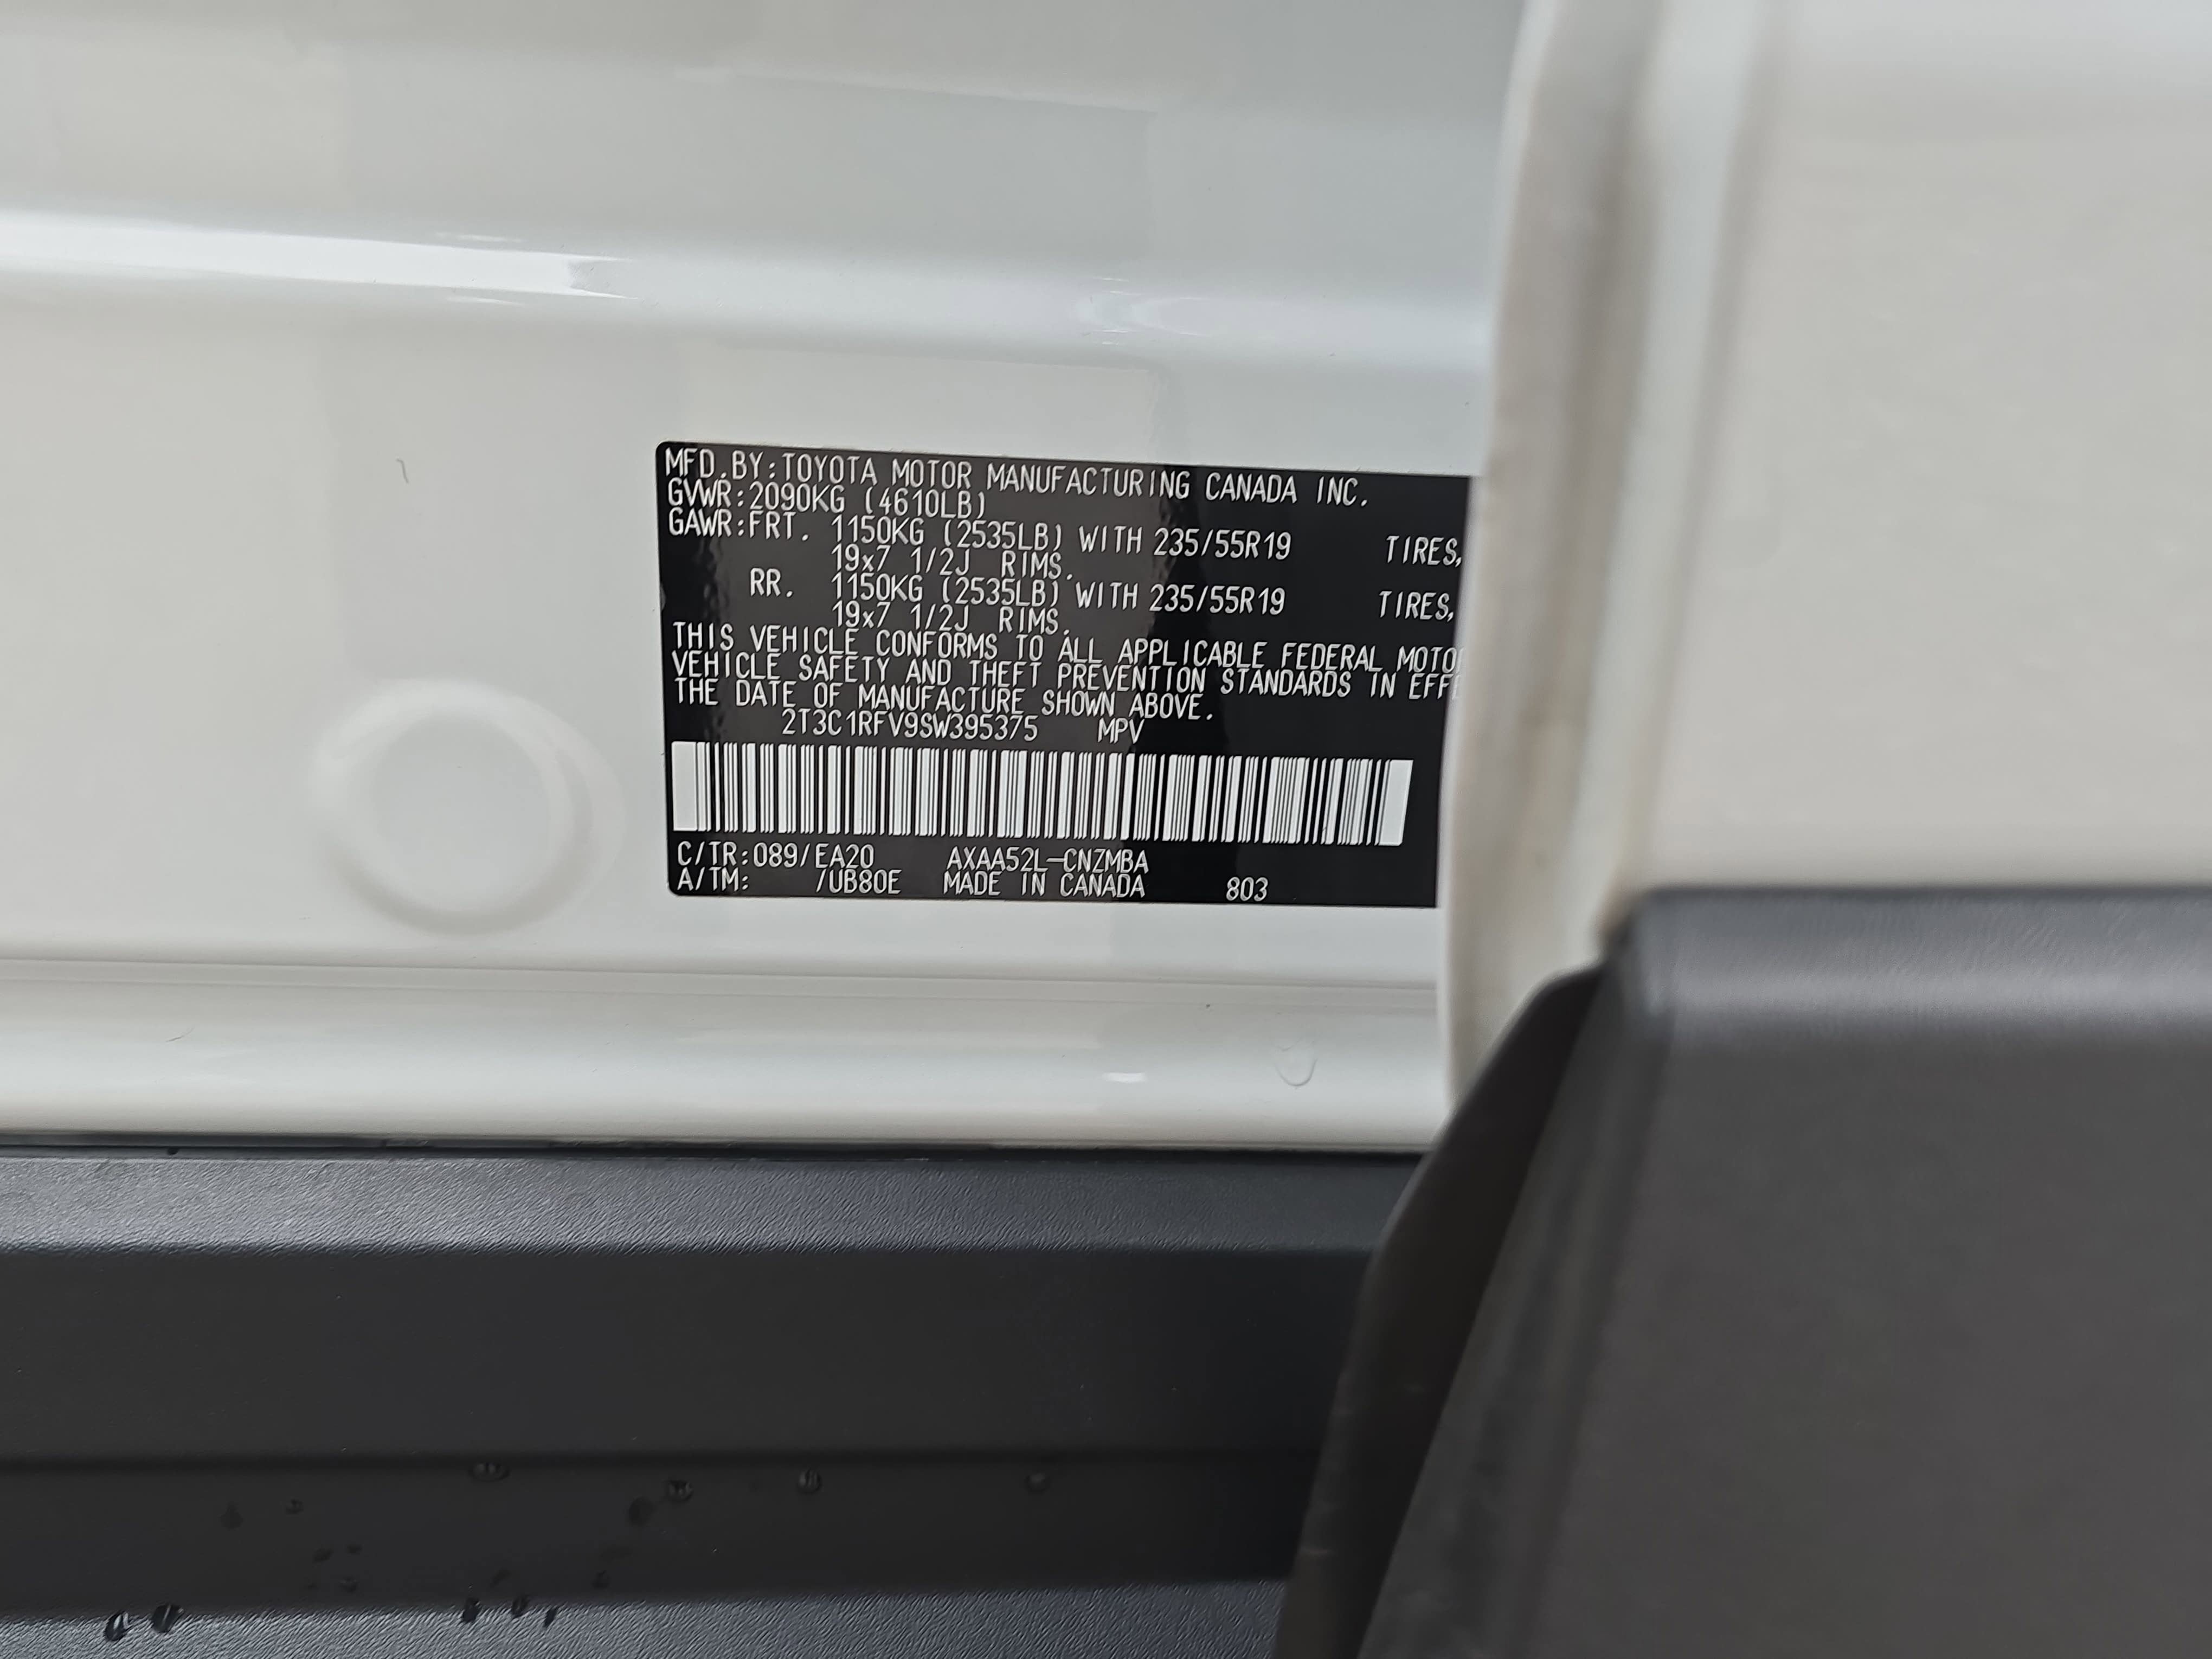 MFD.BY:TOYOTA MOTOR MANUFACTURING CANADA INC.
GVWR:2090KG (4610LB)
GAWR:FRT. 1150KG (2535LB) WITH 235/55R19 TIRES,
19x7 1/2J RIMS.
RR. 1150KG (2535LB) WITH 235/55R19 TIRES,
19x7 1/2J RIMS.
THIS VEHICLE CONFORMS TO ALL APPLICABLE FEDERAL MOTO
VEHICLE SAFETY AND THEFT PREVENTION STANDARDS IN EFFE
THE DATE OF MANUFACTURE SHOWN ABOVE.
2T3C1RFV9SW395375 MPV
C/TR:089/EA20 AXAA52L-CNZMBA
A/TM: /UB80E MADE IN CANADA 803